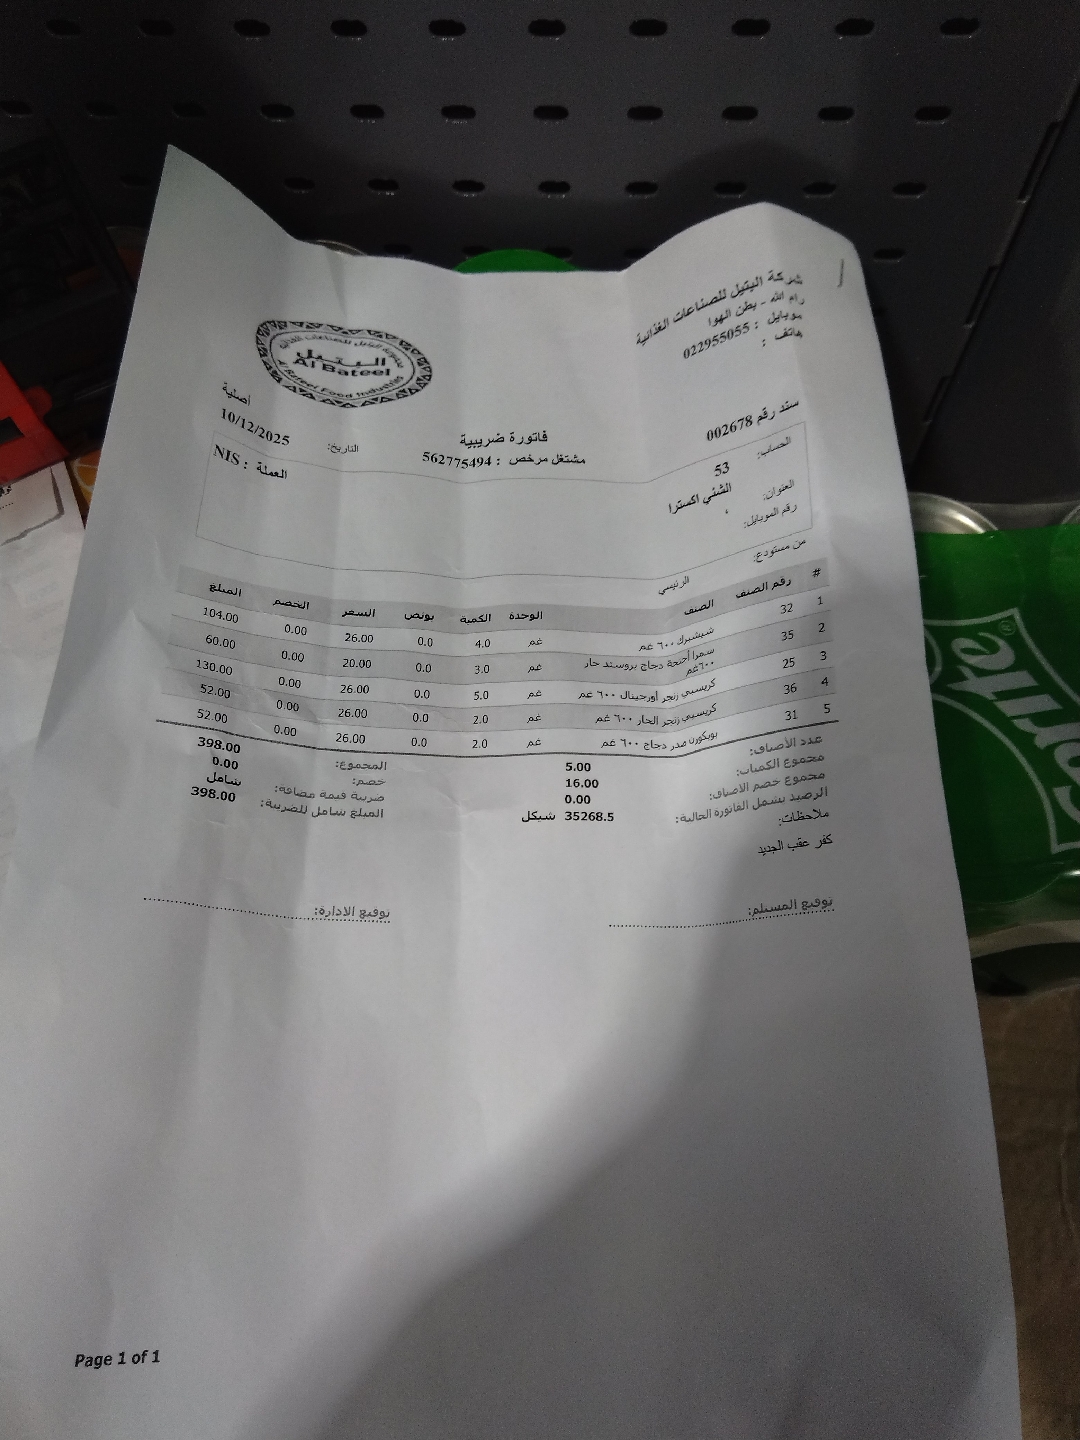 شركة البتيل للصناعات الغذائية
رام الله - بطن الهوا
موبايل : 022955055
هاتف :
البتيل
Al Bateel
Al Bateel Food Industries
أصلية
سند رقم 002678
فاتورة ضريبية
التاريخ: 10/12/2025
مشتغل مرخص : 562775494
الحساب: 53
العملة : NIS
الشني اكسترا
العنوان: ,
رقم الموبايل:
من مستودع: الرئيسي
# رقم الصنف الصنف الوحدة الكمية بونص السعر الخصم المبلغ
1 32 شيشبرك ٦٠٠ غم غم 4.0 0.0 26.00 0.00 104.00
2 35 سمرا أجنحة دجاج بروستد حار ٦٠٠غم غم 3.0 0.0 20.00 0.00 60.00
3 25 كريسبي زنجر أورجينال ٦٠٠ غم غم 5.0 0.0 26.00 0.00 130.00
4 36 كريسبي زنجر الحار ٦٠٠ غم غم 2.0 0.0 26.00 0.00 52.00
5 31 بوبكورن صدر دجاج ٦٠٠ غم غم 2.0 0.0 26.00 0.00 52.00
عدد الأصناف: 5.00 المجموع: 398.00
مجموع الكميات: 16.00 خصم: 0.00
مجموع خصم الأصناف: 0.00 ضريبة قيمة مضافة: شامل
الرصيد يشمل الفاتورة الحالية: 35268.5 شيكل المبلغ شامل للضريبة: 398.00
ملاحظات:
كفر عقب الجديد
توقيع المستلم: توقيع الادارة:
Page 1 of 1
Sprite